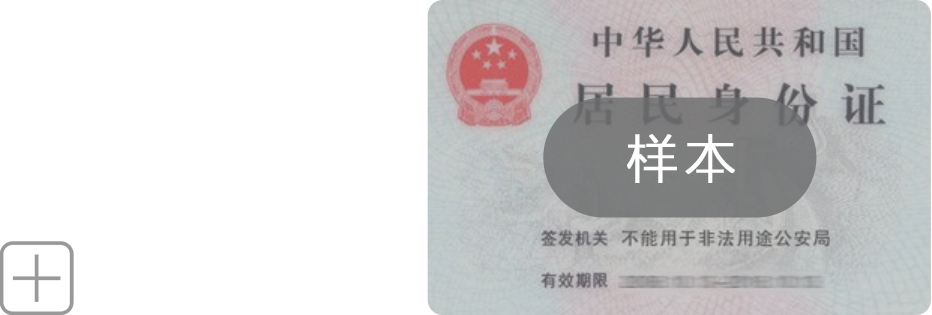 中华人民共和国
居民身份证
样本
签发机关 不能用于非法用途公安局
有效期限